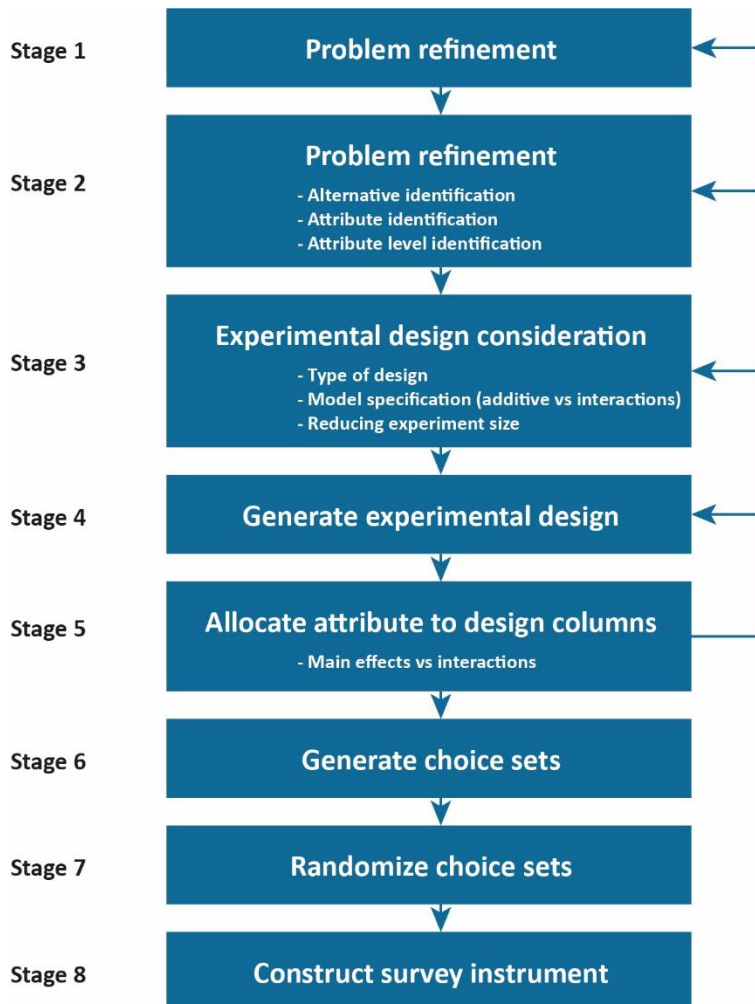 Stage 1
Problem refinement
Stage 2
Problem refinement
- Alternative identification
- Attribute identification
- Attribute level identification
Stage 3
Experimental design consideration
- Type of design
- Model specification (additive vs interactions)
- Reducing experiment size
Stage 4
Generate experimental design
Stage 5
Allocate attribute to design columns
- Main effects vs interactions
Stage 6
Generate choice sets
Stage 7
Randomize choice sets
Stage 8
Construct survey instrument